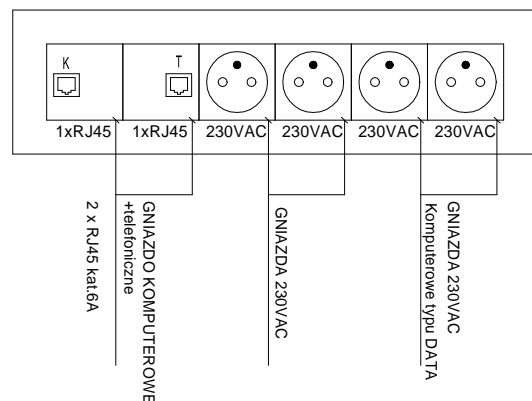 K
T
1xRJ45
1xRJ45
230VAC
230VAC
230VAC
230VAC
2 x RJ45 kat.6A
GNIAZDO KOMPUTEROWE
+telefoniczne
GNIAZDA 230VAC
GNIAZDA 230VAC
Komputerowe typu DATA